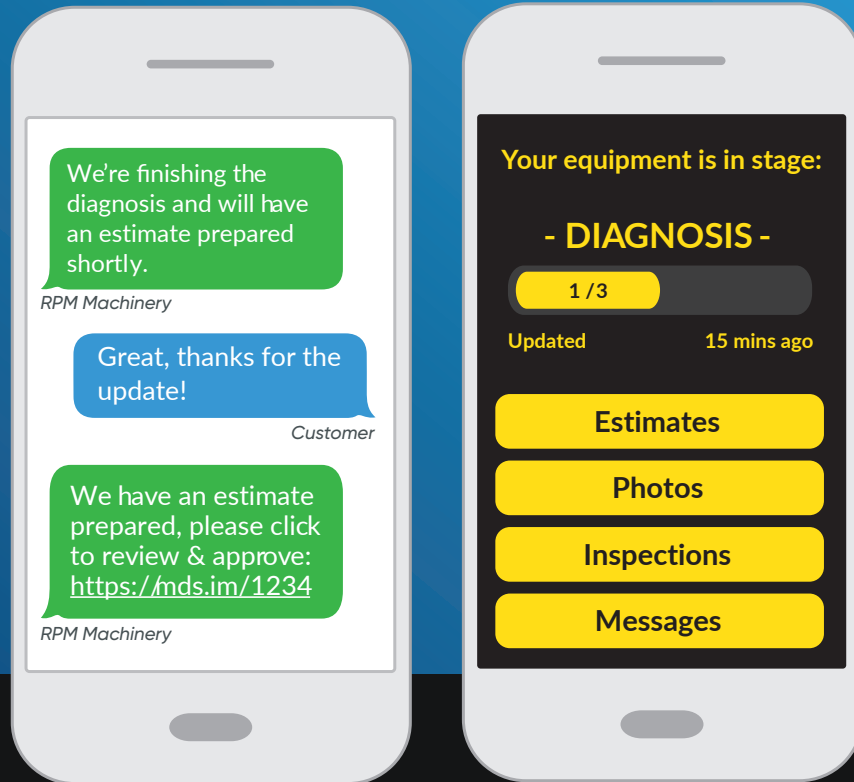 We're finishing the
diagnosis and will have
an estimate prepared
shortly.
RPM Machinery
Great, thanks for the
update!
Customer
We have an estimate
prepared, please click
to review & approve:
https://mds.im/1234
RPM Machinery
Your equipment is in stage:
- DIAGNOSIS -
1 /3
Updated 15 mins ago
Estimates
Photos
Inspections
Messages